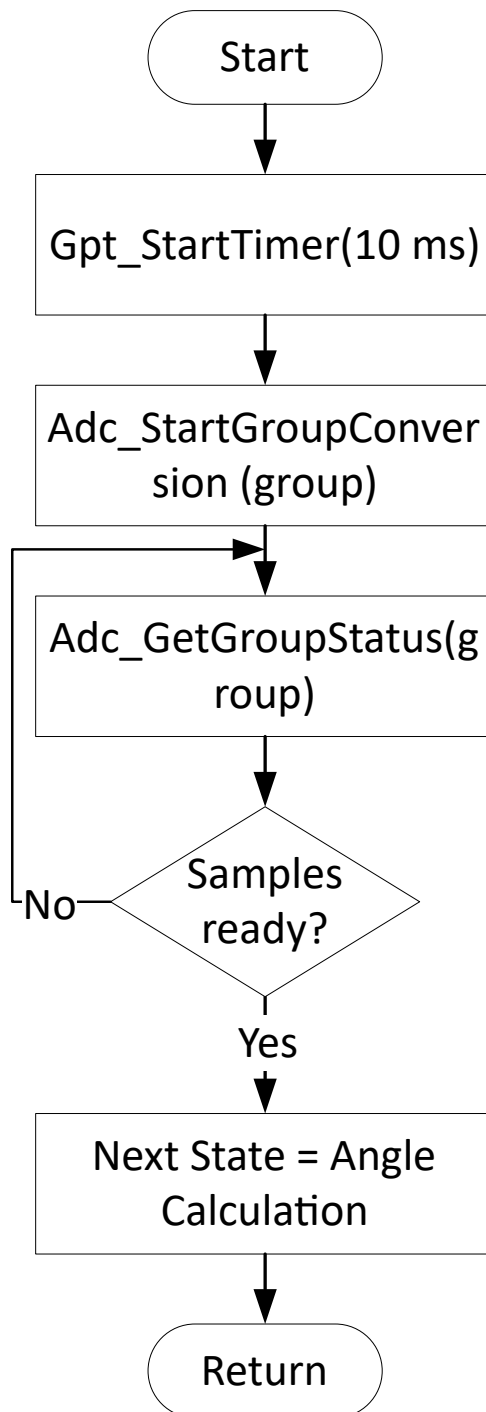 Start
Gpt_StartTimer(10 ms)
Adc_StartGroupConver
sion (group)
Adc_GetGroupStatus(g
roup)
Samples
ready?
No
Yes
Next State = Angle
Calculation
Return